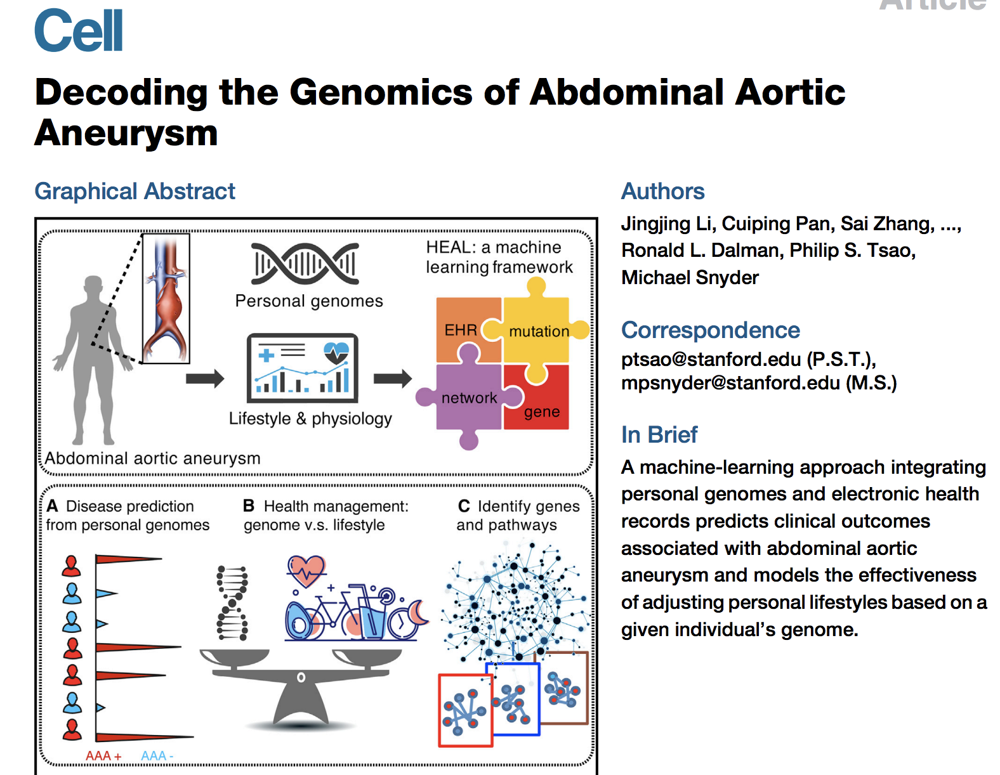 Article
Cell
Decoding the Genomics of Abdominal Aortic
Aneurysm
Graphical Abstract
HEAL: a machine
learning framework
Personal genomes
EHR
mutation
network
gene
Lifestyle & physiology
Abdominal aortic aneurysm
A Disease prediction
from personal genomes
B Health management:
genome v.s. lifestyle
C Identify genes
and pathways
AAA + AAA -
Authors
Jingjing Li, Cuiping Pan, Sai Zhang, ...,
Ronald L. Dalman, Philip S. Tsao,
Michael Snyder
Correspondence
ptsao@stanford.edu (P.S.T.),
mpsnyder@stanford.edu (M.S.)
In Brief
A machine-learning approach integrating
personal genomes and electronic health
records predicts clinical outcomes
associated with abdominal aortic
aneurysm and models the effectiveness
of adjusting personal lifestyles based on a
given individual's genome.